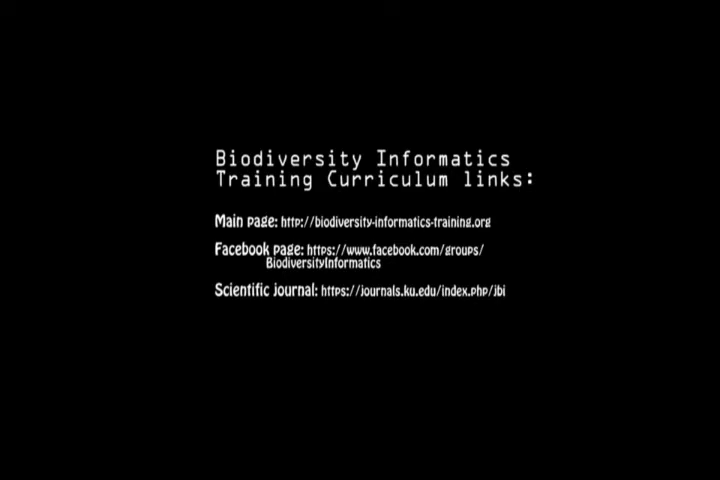 Biodiversity Informatics
Training Curriculum links:
Main page: http://biodiversity-informatics-training.org
Facebook page: https://www.facebook.com/groups/
BiodiversityInformatics
Scientific journal: https://journals.ku.edu/index.php/jbi